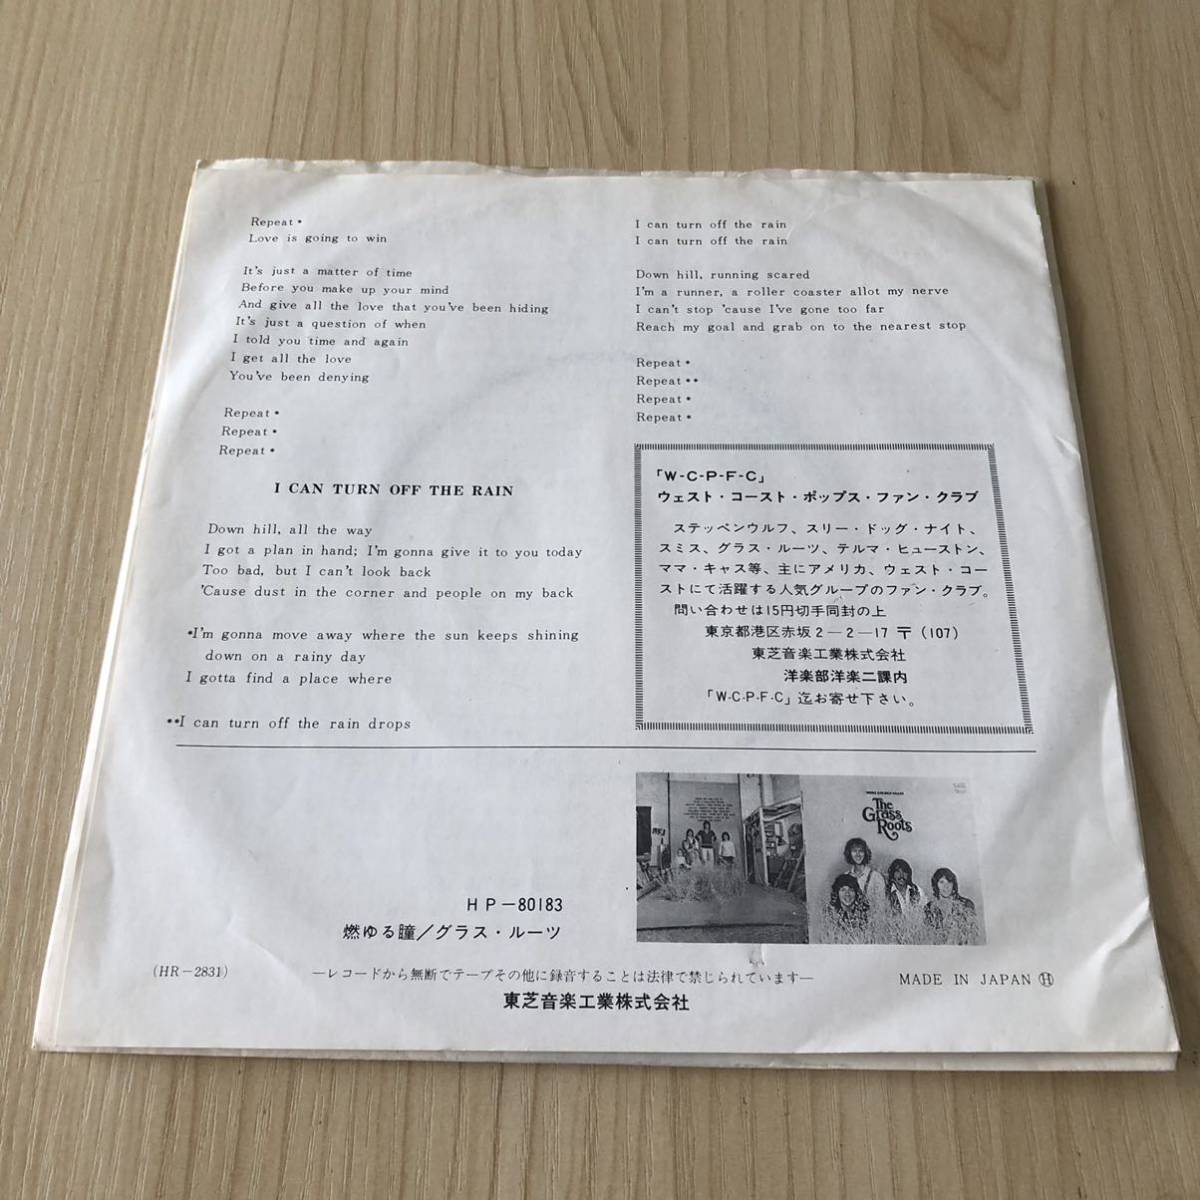 Repeat *
Love is going to win
It's just a matter of time
Before you make up your mind
And give all the love that you've been hiding
It's just a question of when
I told you time and again
I get all the love
You've been denying
Repeat *
Repeat *
Repeat *
I CAN TURN OFF THE RAIN
Down hill, all the way
I got a plan in hand; I'm gonna give it to you today
Too bad, but I can't look back
'Cause dust in the corner and people on my back
*I'm gonna move away where the sun keeps shining
down on a rainy day
I gotta find a place where
**I can turn off the rain drops
I can turn off the rain
I can turn off the rain
Down hill, running scared
I'm a runner, a roller coaster allot my nerve
I can't stop 'cause I've gone too far
Reach my goal and grab on to the nearest stop
Repeat *
Repeat **
Repeat *
Repeat *
「W-C-P-F-C」
ウェスト・コースト・ポップス・ファン・クラブ
ステッペンウルフ、スリー・ドッグ・ナイト、
スミス、グラス・ルーツ、テルマ・ヒューストン、
ママ・キャス等、主にアメリカ、ウェスト・コー
ストにて活躍する人気グループのファン・クラブ。
問い合わせは15円切手同封の上
東京都港区赤坂2―2―17 〒(107)
東芝音楽工業株式会社
洋楽部洋楽二課内
「W-C-P-F-C」迄お寄せ下さい。
The
Grass
Roots
HP-80183
燃ゆる瞳/グラス・ルーツ
(HR-2831)
―レコードから無断でテープその他に録音することは法律で禁じられています―
MADE IN JAPAN Ⓗ
東芝音楽工業株式会社